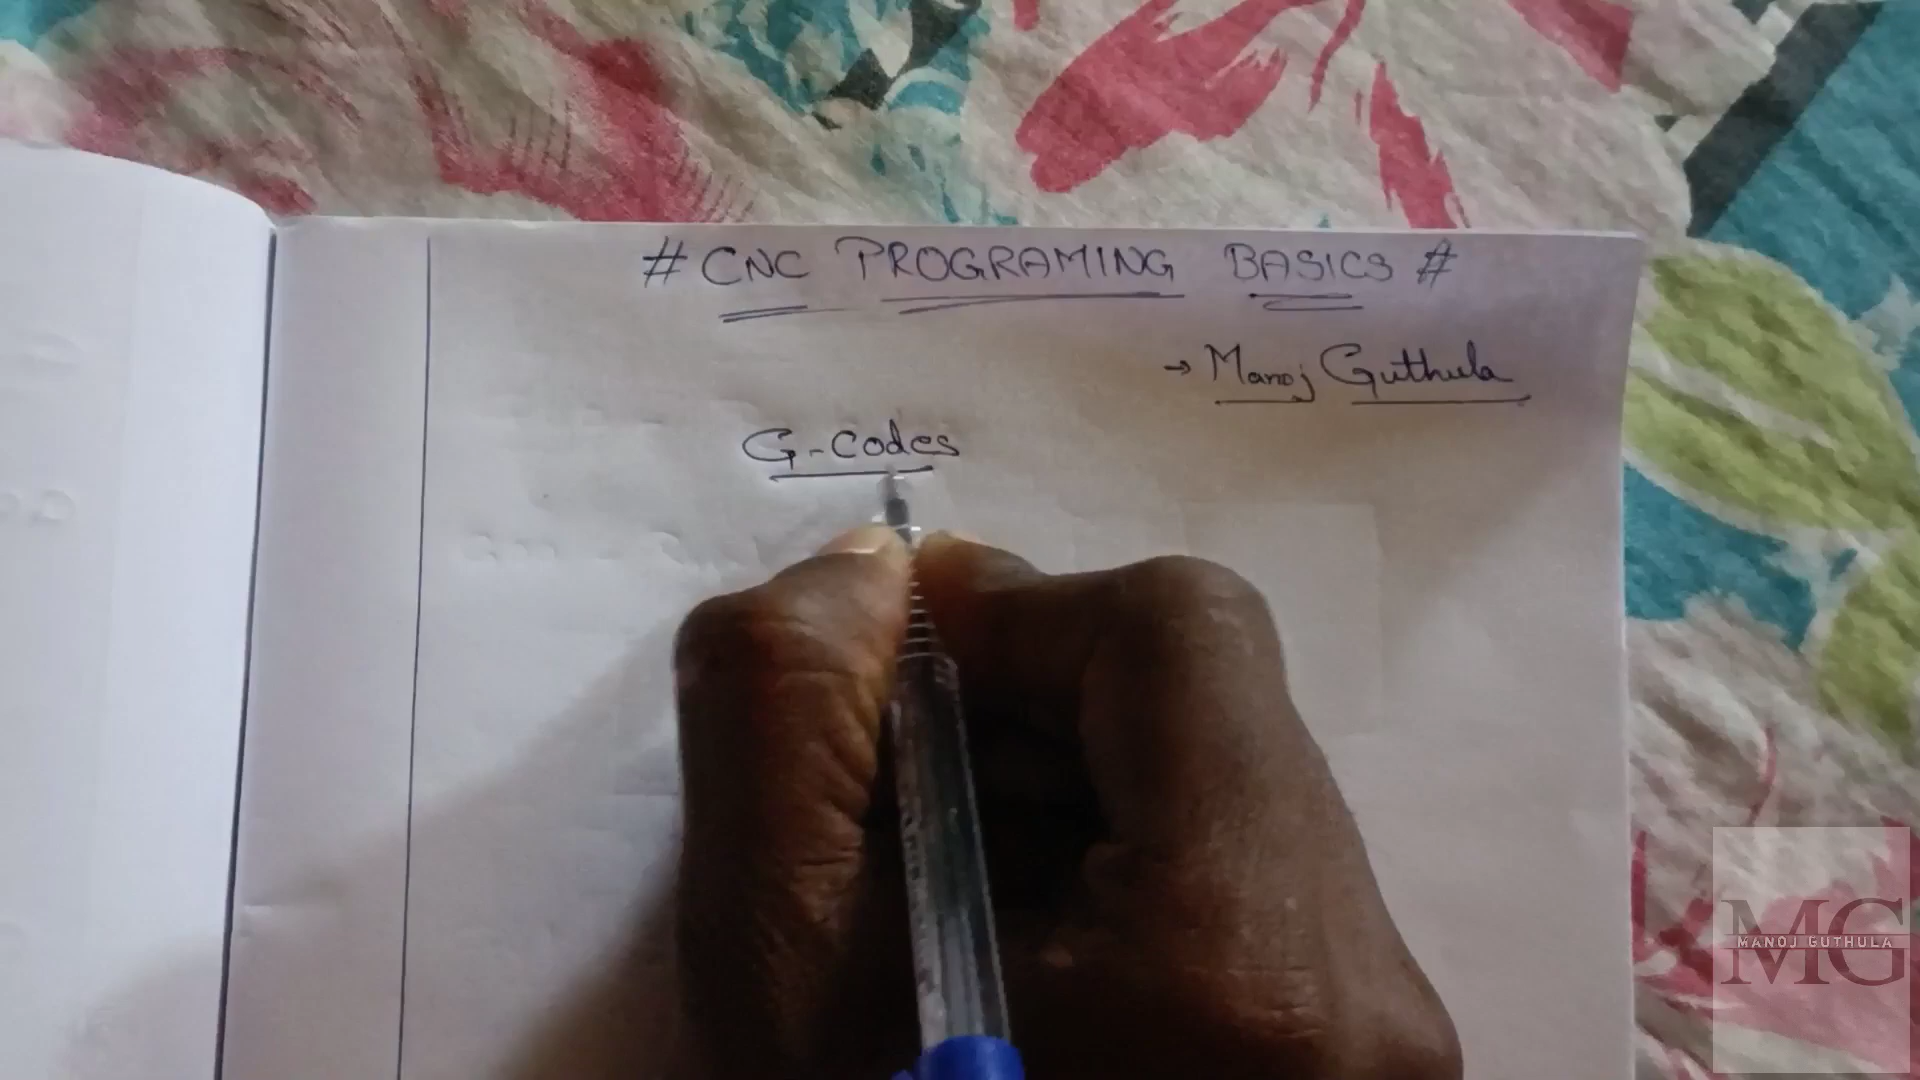 # CNC PROGRAMING BASICS #
→ Manoj Guthula
G-Codes
MG
MANOJ GUTHULA